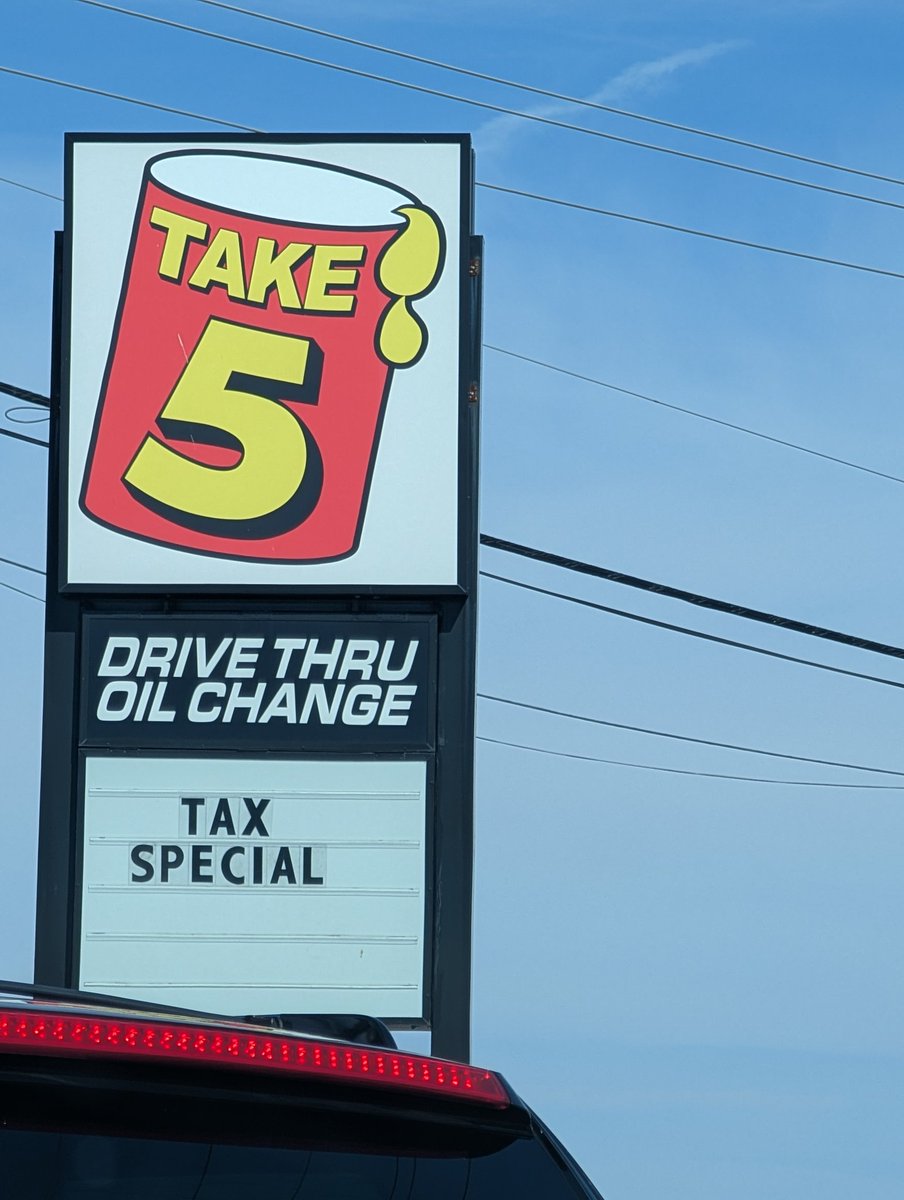 TAKE
5
DRIVE THRU
OIL CHANGE
TAX
SPECIAL